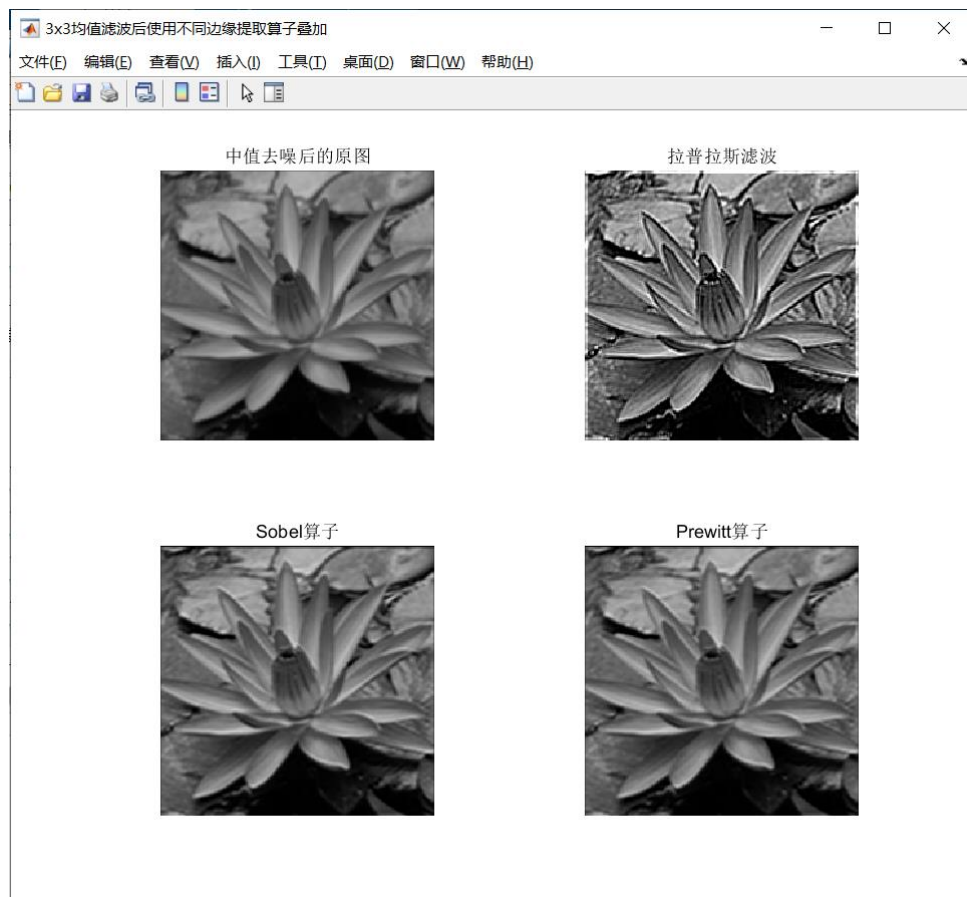 3x3均值滤波后使用不同边缘提取算子叠加
文件(F) 编辑(E) 查看(V) 插入(I) 工具(T) 桌面(D) 窗口(W) 帮助(H)
中值去噪后的原图 拉普拉斯滤波
Sobel算子 Prewitt算子